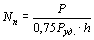 Nп = P / 0,75Pуд. · h